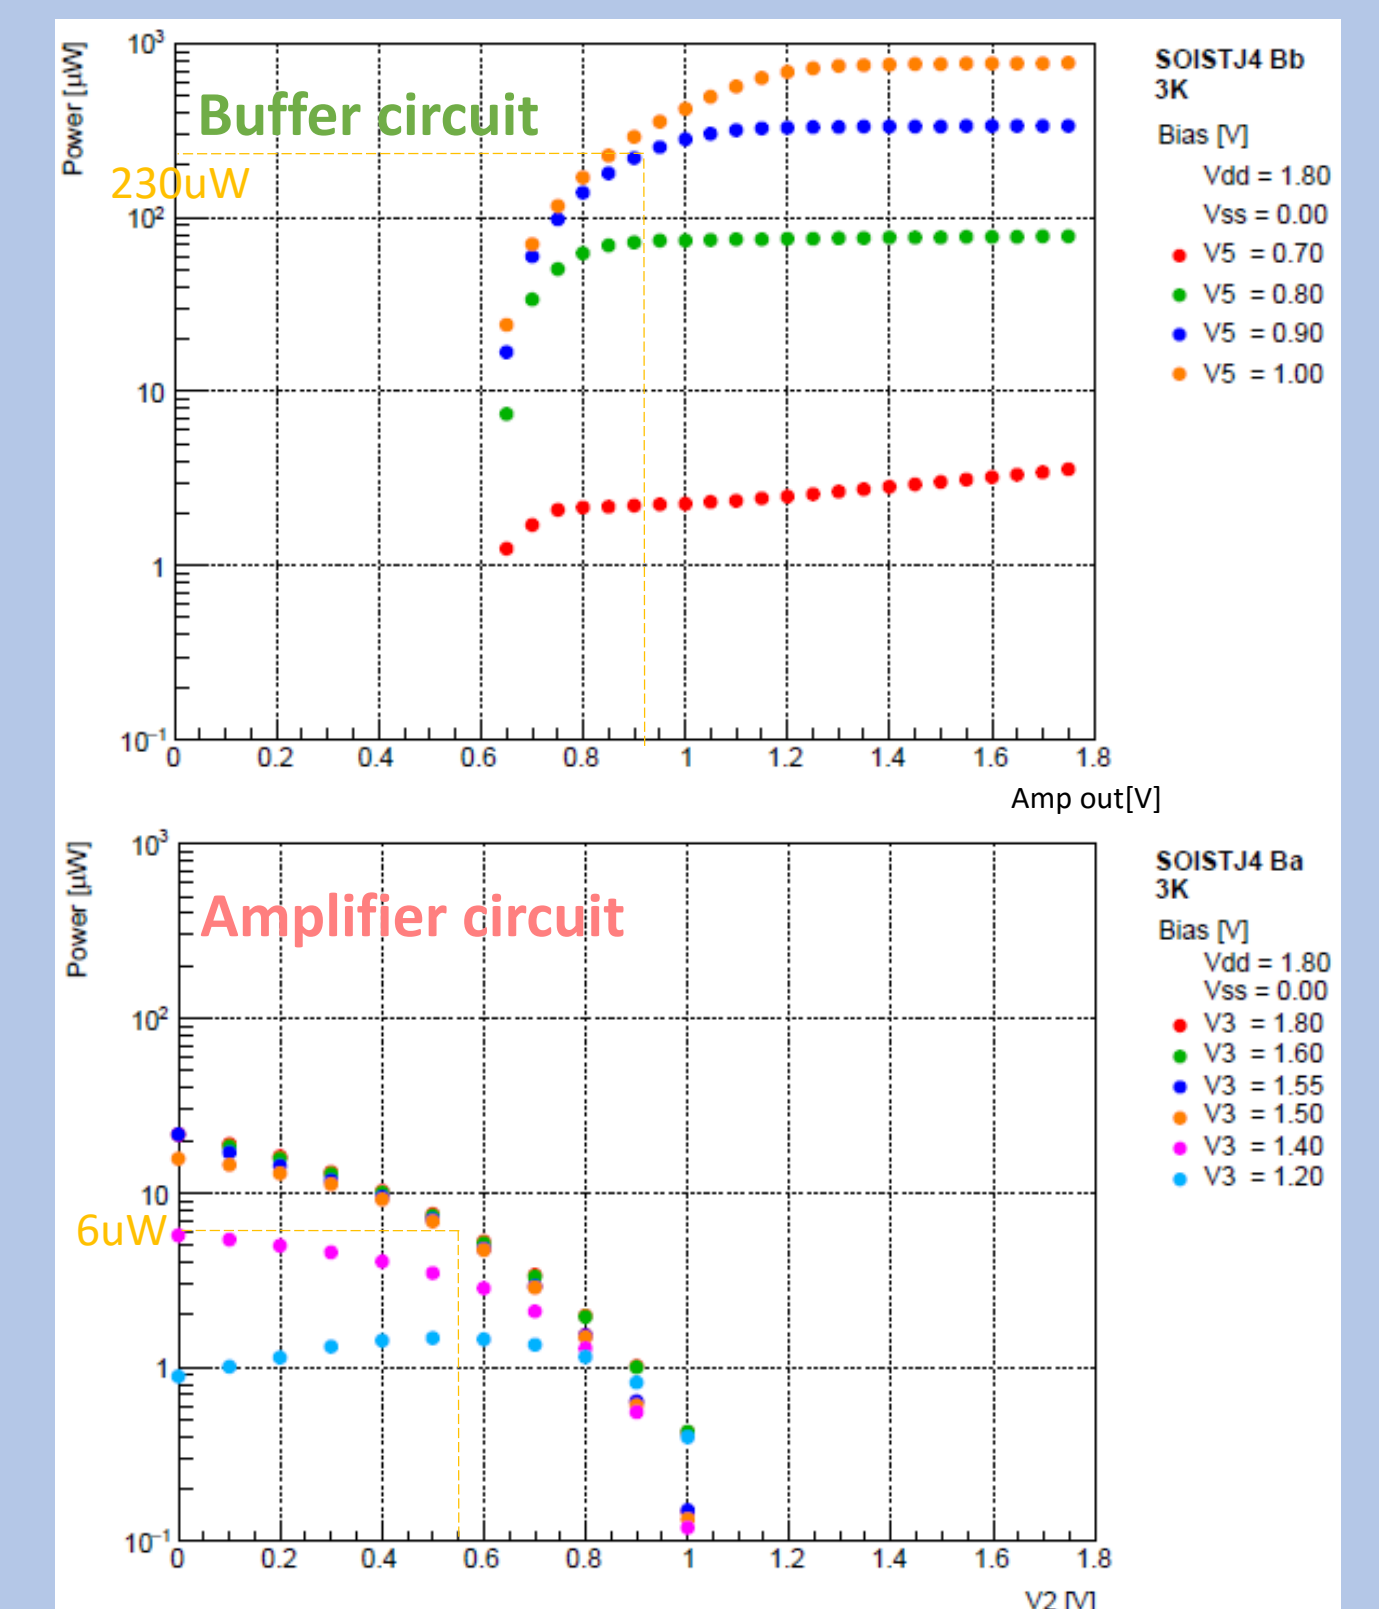 Power [μW]
10³
10²
10
1
10⁻¹
Buffer circuit
230uW
0 0.2 0.4 0.6 0.8 1 1.2 1.4 1.6 1.8
Amp out[V]
SOISTJ4 Bb
3K
Bias [V]
Vdd = 1.80
Vss = 0.00
V5 = 0.70
V5 = 0.80
V5 = 0.90
V5 = 1.00
Power [μW]
10³
10²
10
1
10⁻¹
Amplifier circuit
6uW
0 0.2 0.4 0.6 0.8 1 1.2 1.4 1.6 1.8
V2 [V]
SOISTJ4 Ba
3K
Bias [V]
Vdd = 1.80
Vss = 0.00
V3 = 1.80
V3 = 1.60
V3 = 1.55
V3 = 1.50
V3 = 1.40
V3 = 1.20